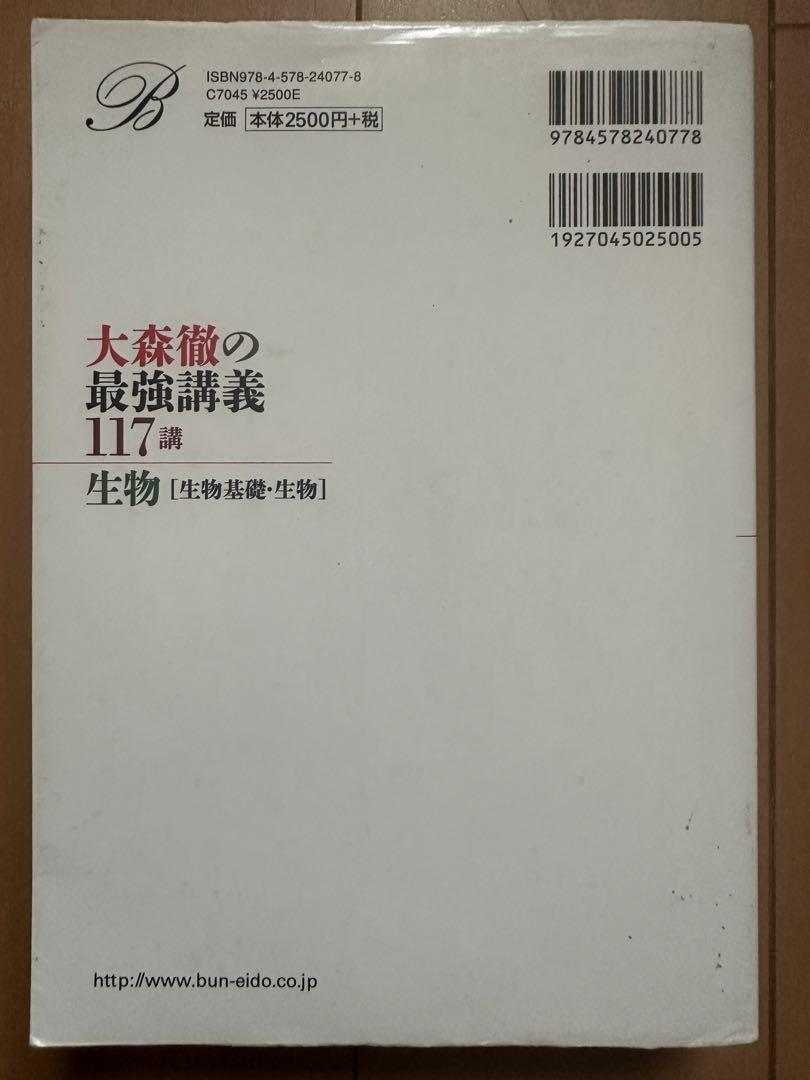 B
ISBN978-4-578-24077-8
C7045 ¥2500E
定価 本体2500円+税
9784578240778
1927045025005
大森徹の
最強講義
117講
生物[生物基礎・生物]
http://www.bun-eido.co.jp